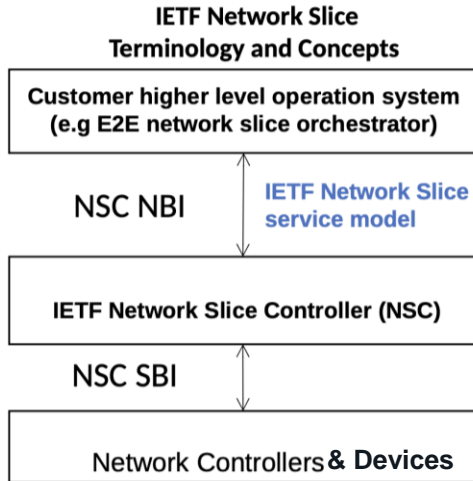 IETF Network Slice
Terminology and Concepts
Customer higher level operation system
(e.g E2E network slice orchestrator)
NSC NBI
IETF Network Slice
service model
IETF Network Slice Controller (NSC)
NSC SBI
Network Controllers & Devices